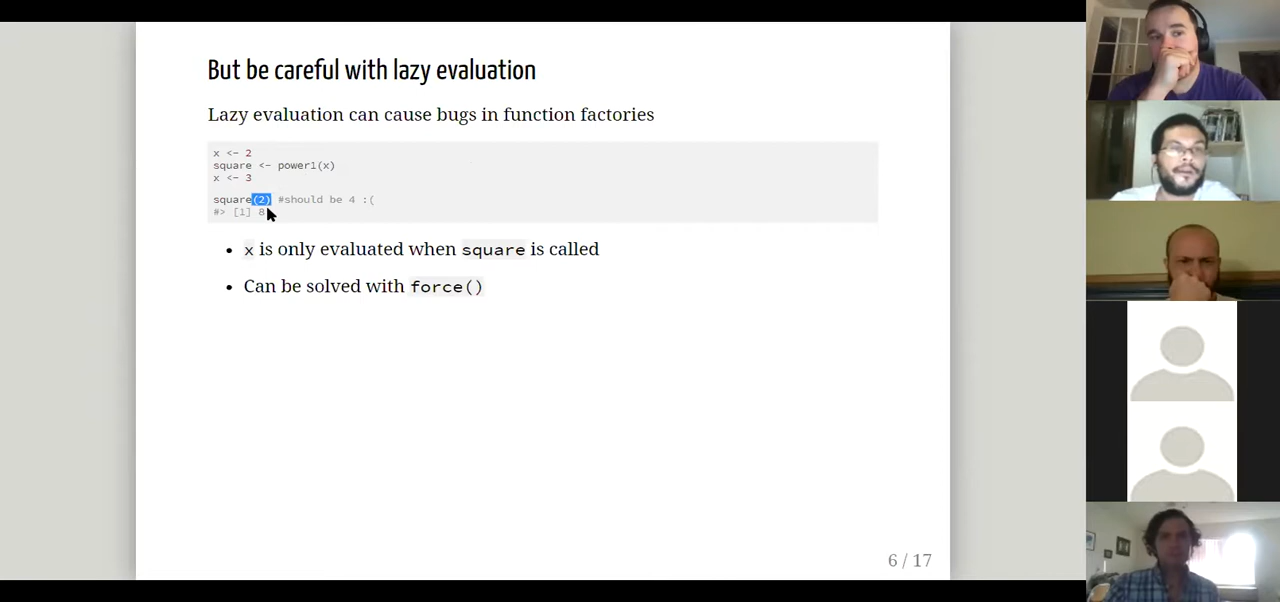 But be careful with lazy evaluation
Lazy evaluation can cause bugs in function factories
x <- 2
square <- power1(x)
x <- 3
square(2) #should be 4 :(
#> [1] 8
• x is only evaluated when square is called
• Can be solved with force()
6 / 17